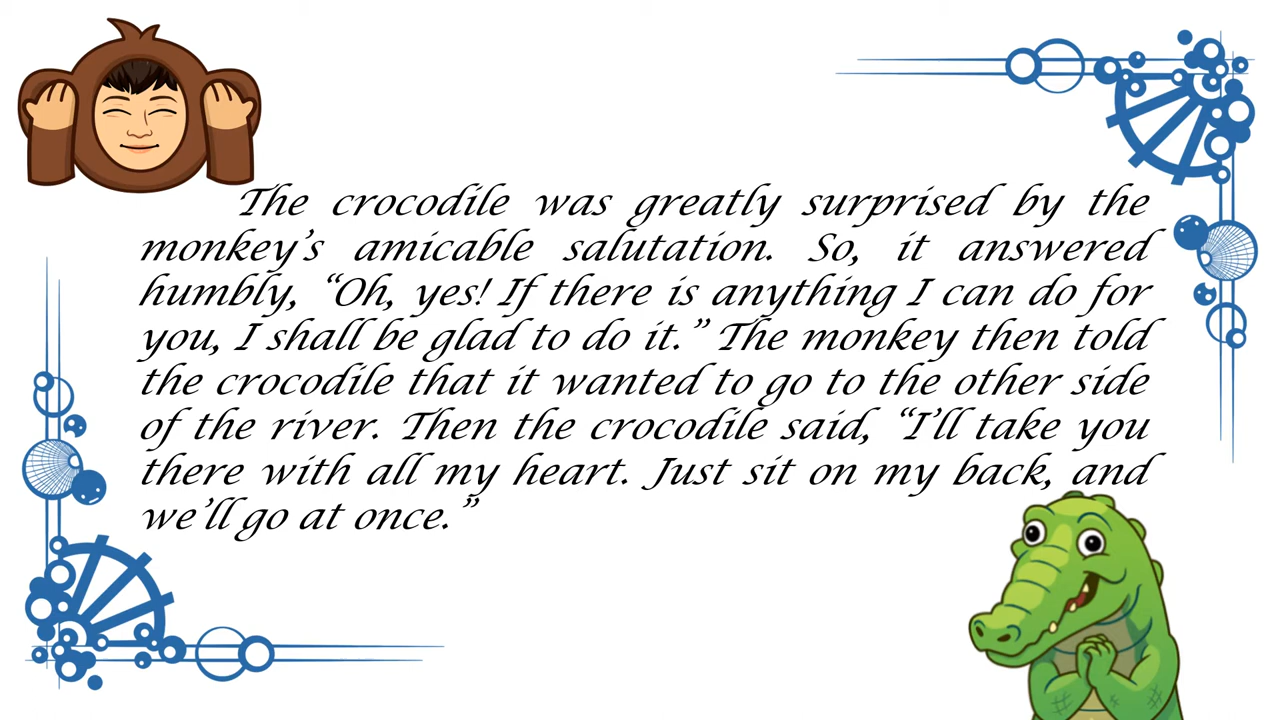 The crocodile was greatly surprised by the
monkey’s amicable salutation. So, it answered
humbly, “Oh, yes! If there is anything I can do for
you, I shall be glad to do it.” The monkey then told
the crocodile that it wanted to go to the other side
of the river. Then the crocodile said, “I’ll take you
there with all my heart. Just sit on my back, and
we’ll go at once.”